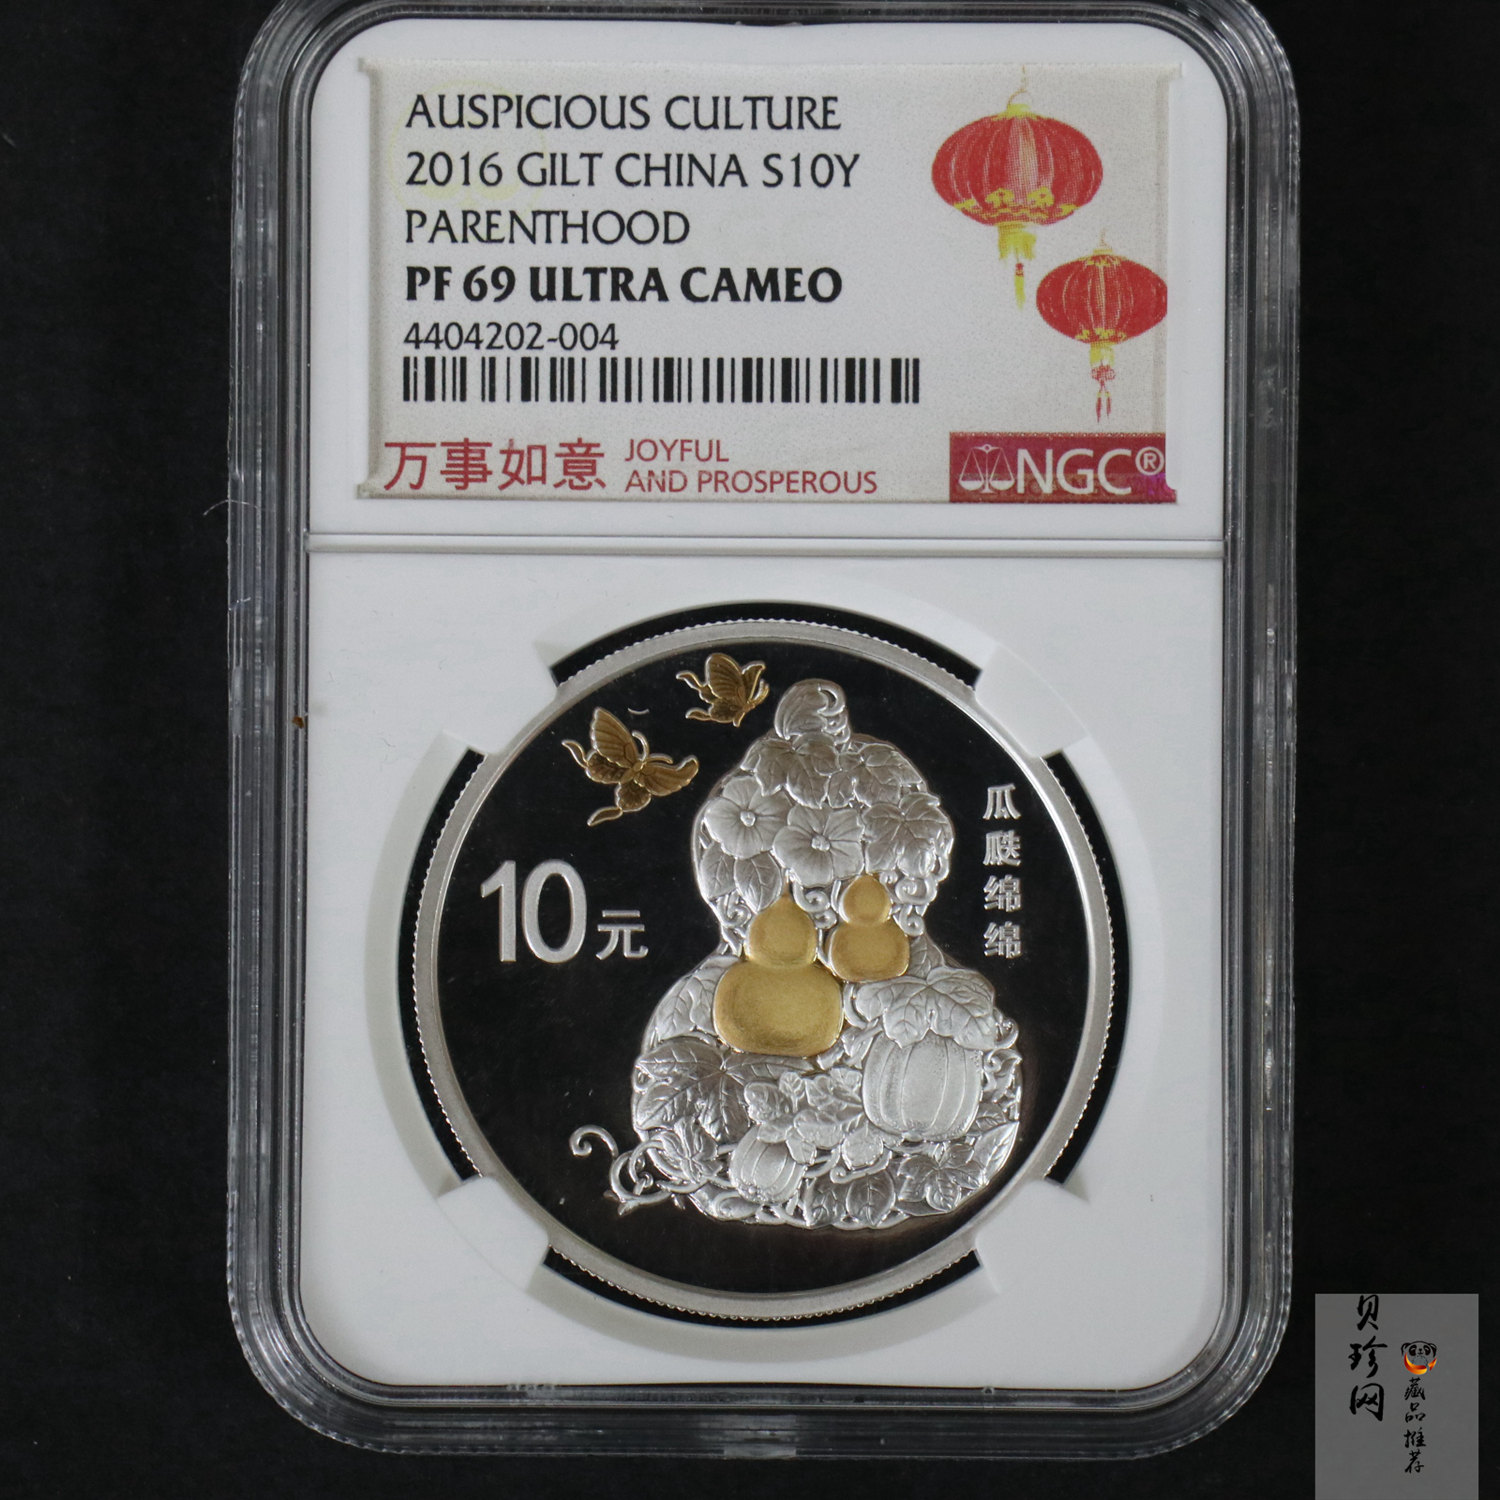 AUSPICIOUS CULTURE
2016 GILT CHINA S10Y
PARENTHOOD
PF 69 ULTRA CAMEO
4404202-004
万事如意
JOYFUL
AND PROSPEROUS
NGC®
10元
瓜瓞绵绵
贝珍网
藏品推荐